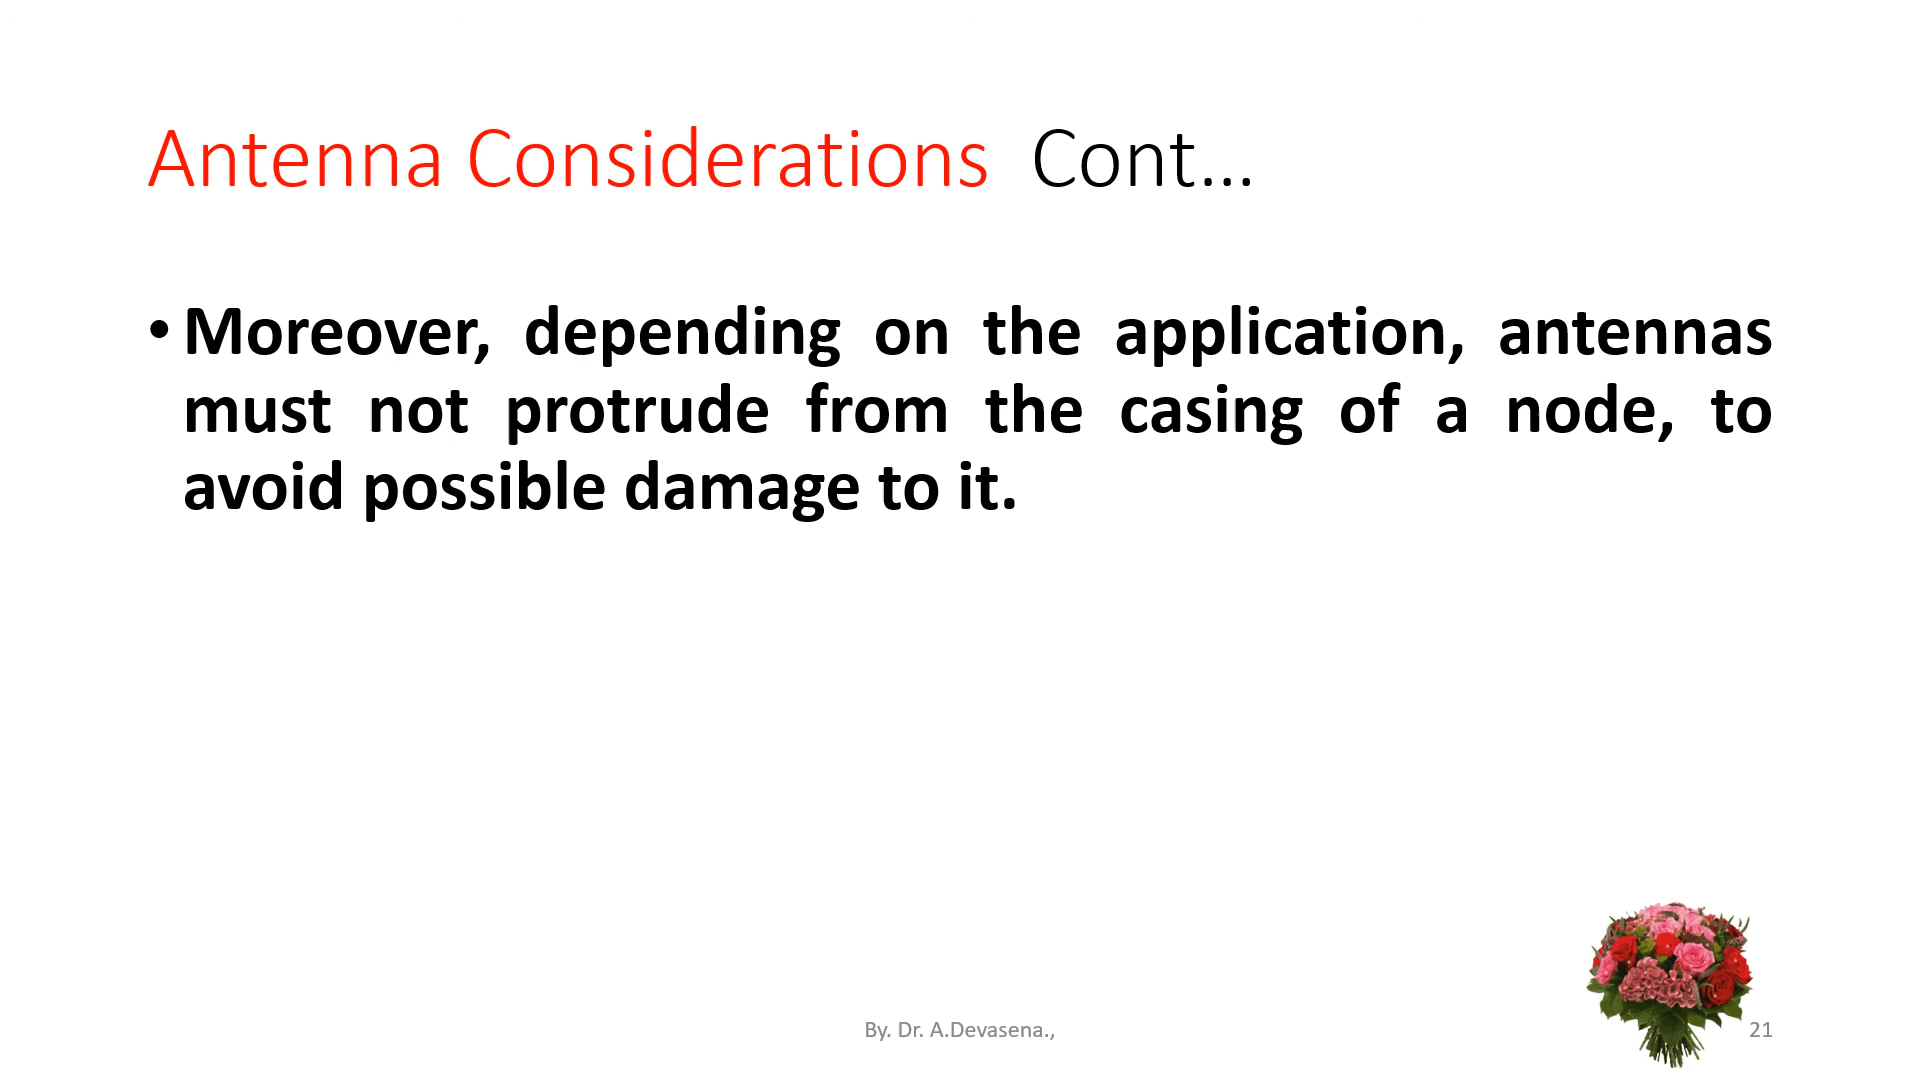 Antenna Considerations Cont...
• Moreover, depending on the application, antennas
must not protrude from the casing of a node, to
avoid possible damage to it.
By. Dr. A.Devasena.,
21